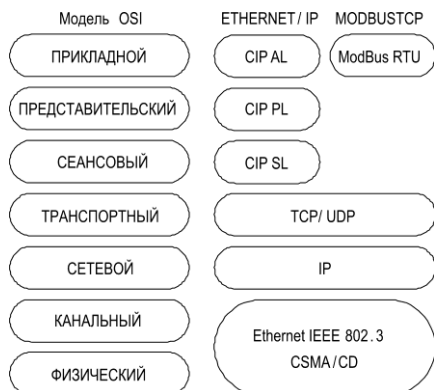 Модель OSI ETHERNET/ IP MODBUSTCP
ПРИКЛАДНОЙ CIP AL ModBus RTU
ПРЕДСТАВИТЕЛЬСКИЙ CIP PL
СЕАНСОВЫЙ CIP SL
ТРАНСПОРТНЫЙ TCP/ UDP
СЕТЕВОЙ IP
КАНАЛЬНЫЙ
Ethernet IEEE 802.3
CSMA/CD
ФИЗИЧЕСКИЙ